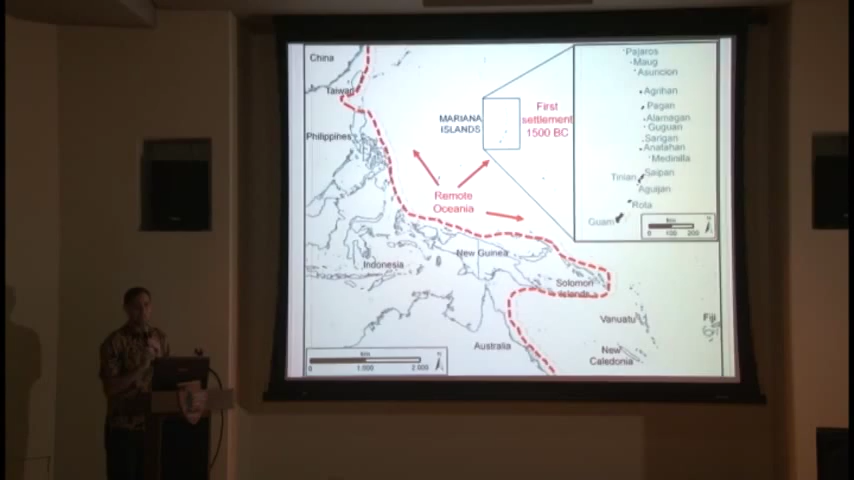 China
Taiwan
Philippines
MARIANA
ISLANDS
First
settlement
1500 BC
Remote
Oceania
Indonesia
New Guinea
Solomon
Islands
Australia
Vanuatu
Fiji
New
Caledonia
km
0 1,000 2,000
N
Pajaros
Maug
Asuncion
Agrihan
Pagan
Alamagan
Guguan
Sarigan
Anatahan
Medinilla
Saipan
Tinian
Aguijan
Rota
Guam
km
0 100 200
N